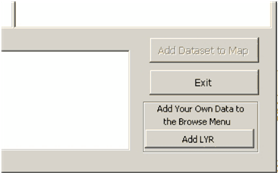 Add Dataset to Map
Exit
Add Your Own Data to
the Browse Menu
Add LYR